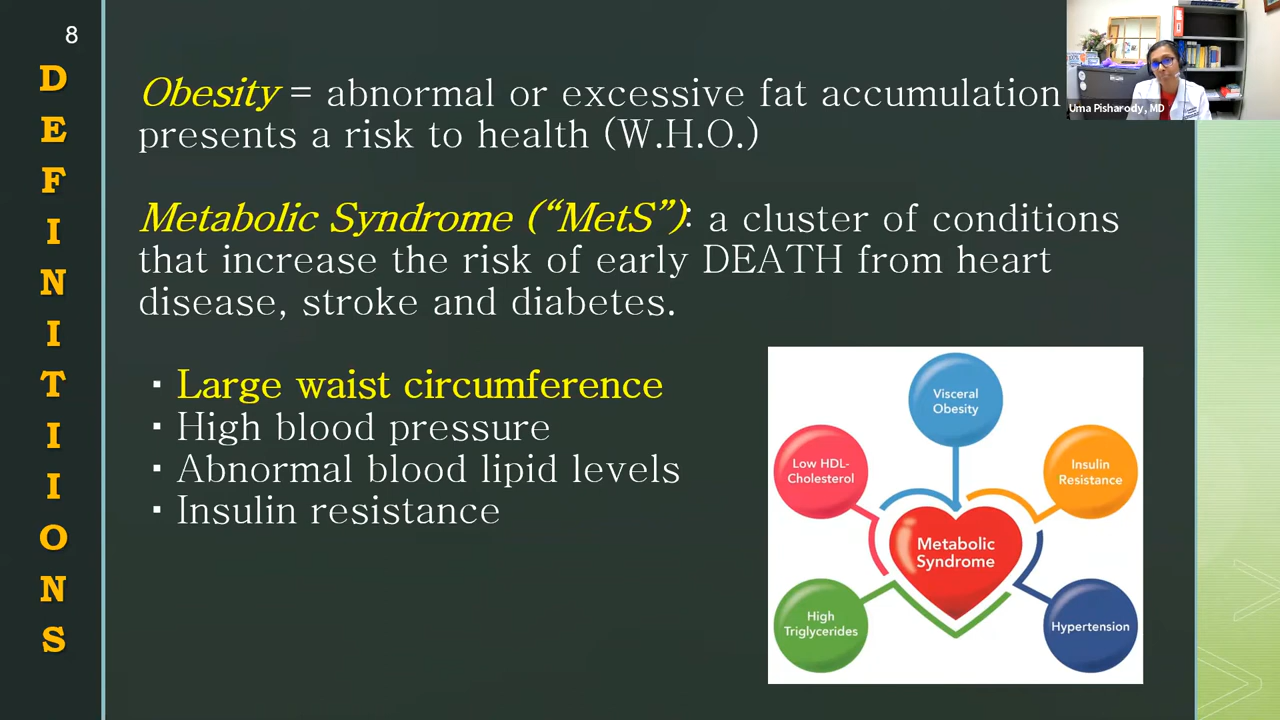 8
DEFINITIONS
Obesity = abnormal or excessive fat accumulation
presents a risk to health (W.H.O.)
Metabolic Syndrome (“MetS”): a cluster of conditions
that increase the risk of early DEATH from heart
disease, stroke and diabetes.
▪ Large waist circumference
▪ High blood pressure
▪ Abnormal blood lipid levels
▪ Insulin resistance
Visceral
Obesity
Low HDL-
Cholesterol
Insulin
Resistance
Metabolic
Syndrome
High
Triglycerides
Hypertension
Uma Pisharody, MD